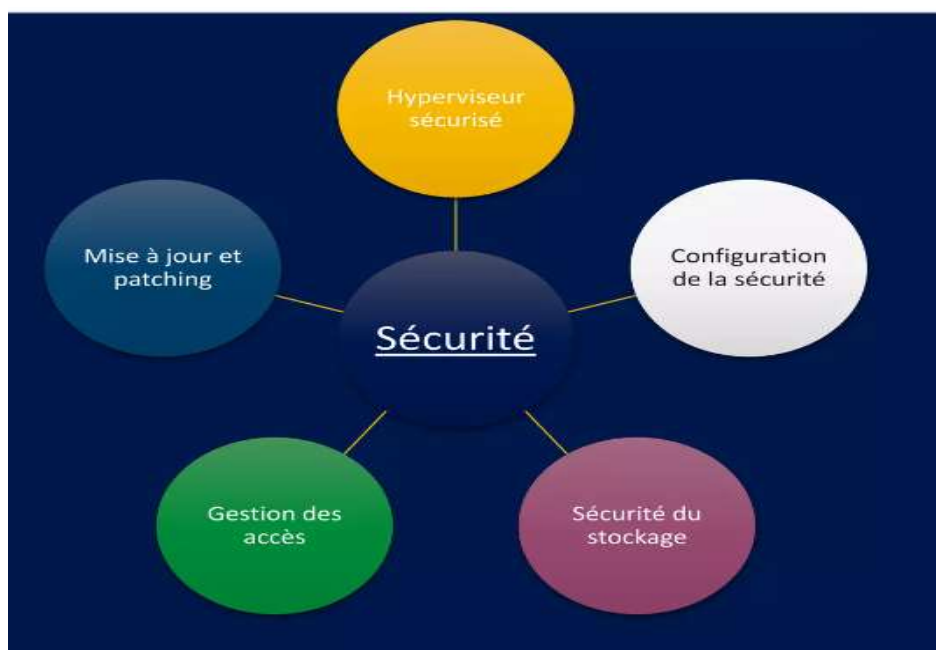 Hyperviseur
sécurisé
Mise à jour et
patching
Configuration
de la sécurité
Sécurité
Gestion des
accès
Sécurité du
stockage